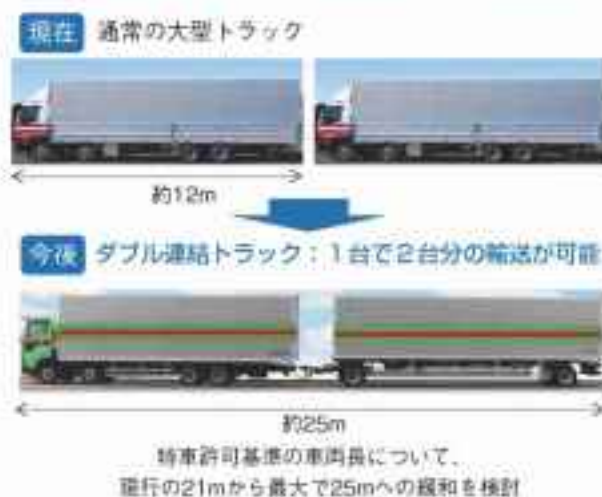 現在 通常の大型トラック
約12m
今後 ダブル連結トラック：1台で2台分の輸送が可能
約25m
特車許可基準の車両長について、
現行の21mから最大で25mへの緩和を検討